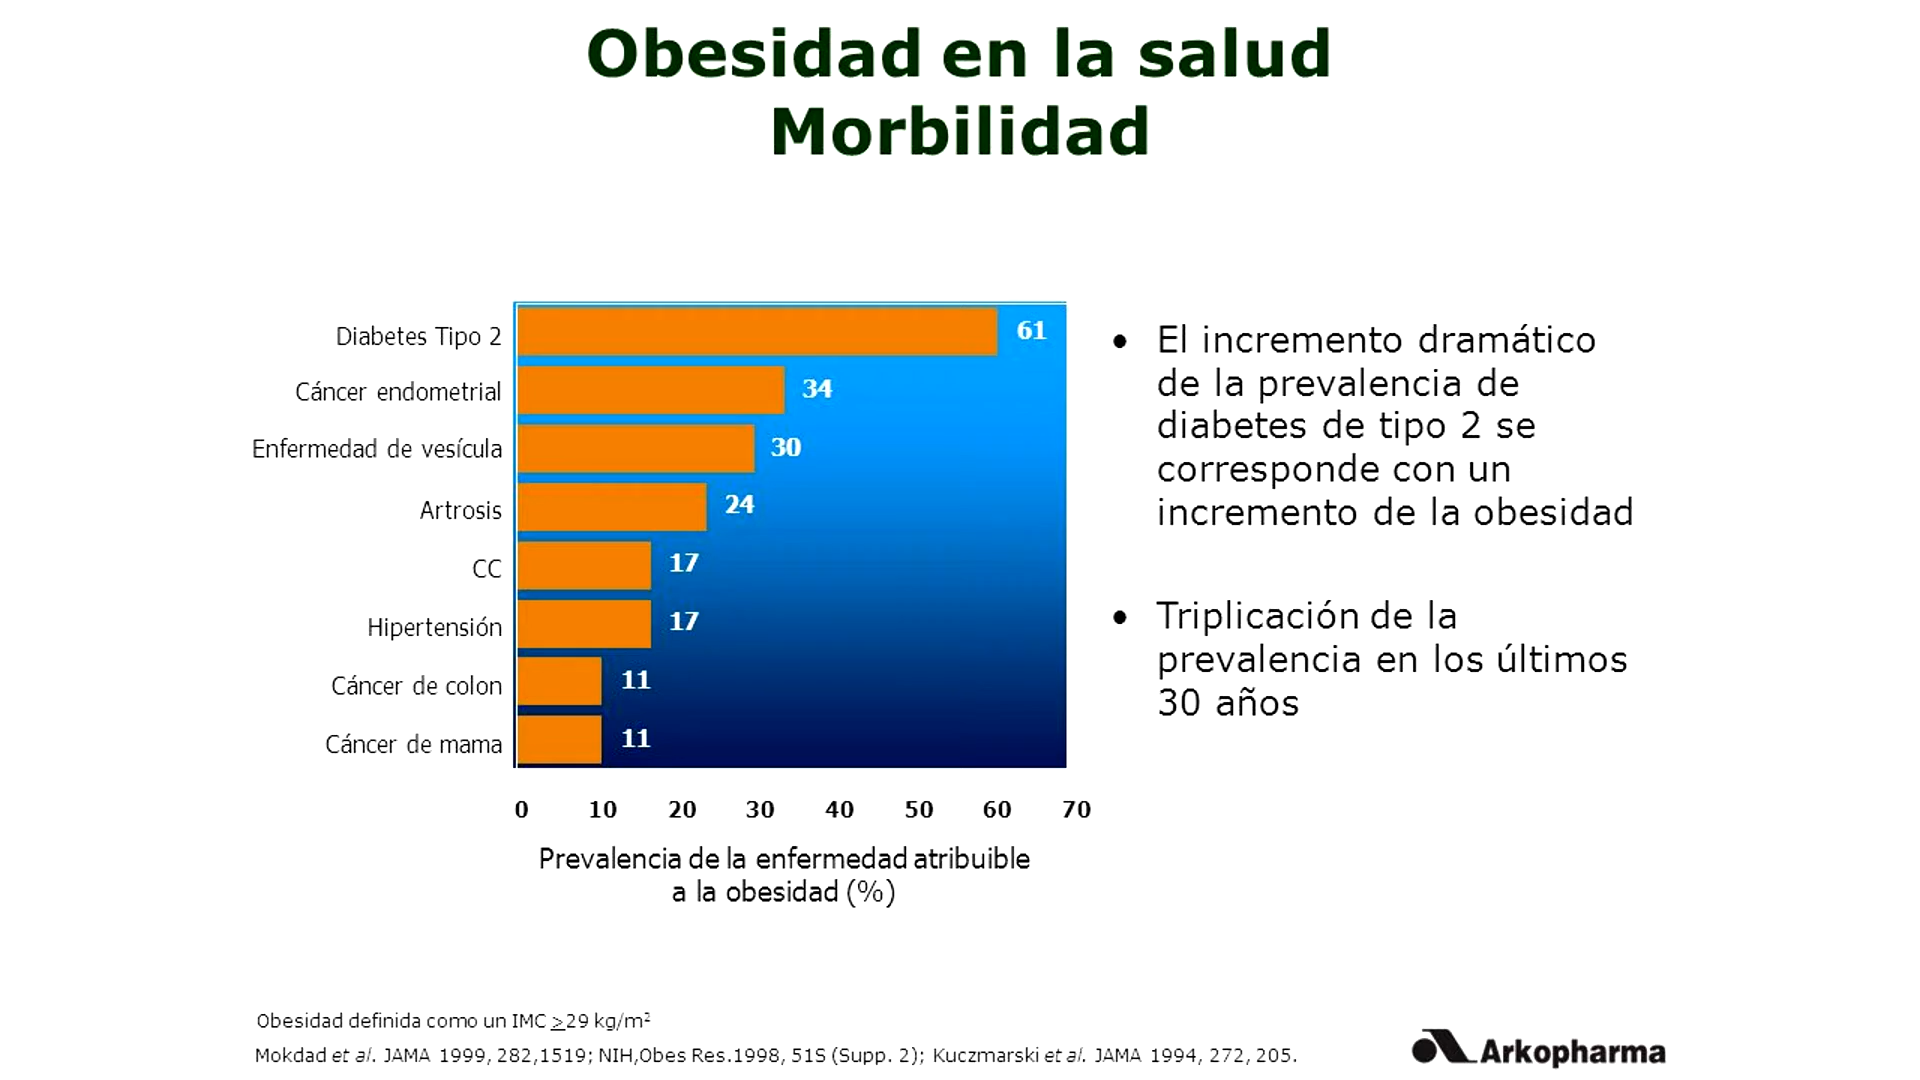 Obesidad en la salud
Morbilidad
Diabetes Tipo 2
61
Cáncer endometrial
34
Enfermedad de vesícula
30
Artrosis
24
CC
17
Hipertensión
17
Cáncer de colon
11
Cáncer de mama
11
0 10 20 30 40 50 60 70
Prevalencia de la enfermedad atribuible
a la obesidad (%)
• El incremento dramático
de la prevalencia de
diabetes de tipo 2 se
corresponde con un
incremento de la obesidad
• Triplicación de la
prevalencia en los últimos
30 años
Obesidad definida como un IMC ≥29 kg/m²
Mokdad et al. JAMA 1999, 282,1519; NIH,Obes Res.1998, 51S (Supp. 2); Kuczmarski et al. JAMA 1994, 272, 205.
Arkopharma